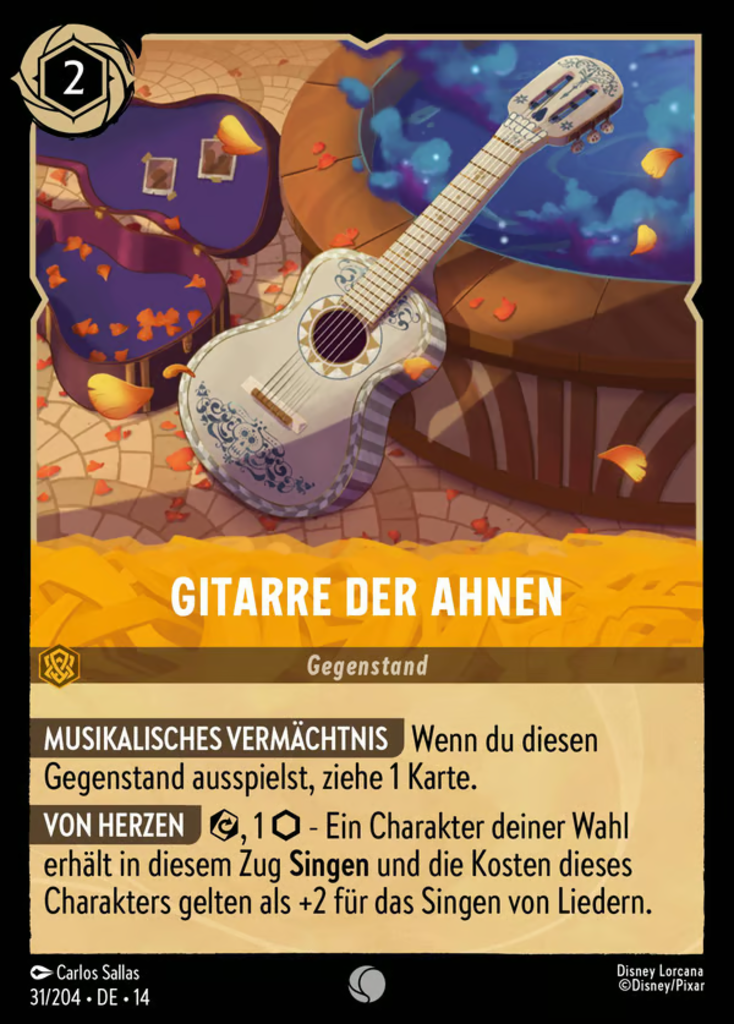 2
GITARRE DER AHNEN
Gegenstand
MUSIKALISCHES VERMÄCHTNIS Wenn du diesen
Gegenstand ausspielst, ziehe 1 Karte.
VON HERZEN , 1 - Ein Charakter deiner Wahl
erhält in diesem Zug Singen und die Kosten dieses
Charakters gelten als +2 für das Singen von Liedern.
Carlos Sallas
31/204 • DE • 14
Disney Lorcana
©Disney/Pixar